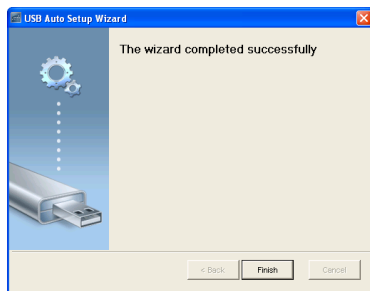 USB Auto Setup Wizard
The wizard completed successfully
< Back
Finish
Cancel